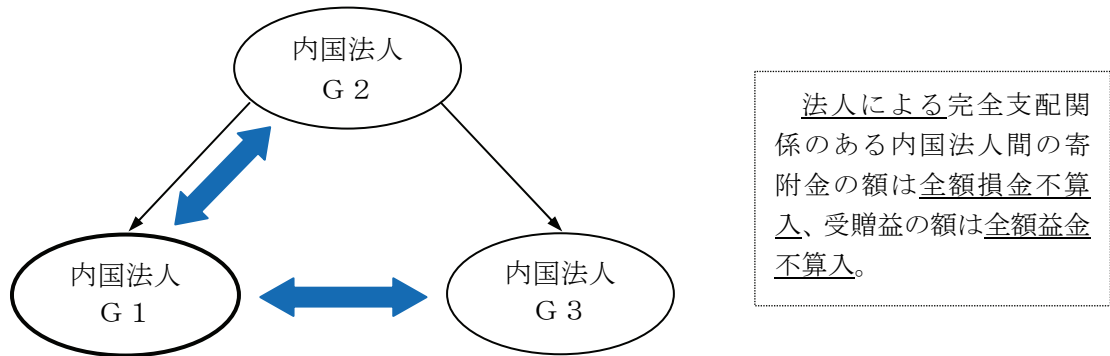 内国法人
Ｇ２
内国法人
Ｇ１
内国法人
Ｇ３
法人による完全支配関
係のある内国法人間の寄
附金の額は全額損金不算
入、受贈益の額は全額益金
不算入。